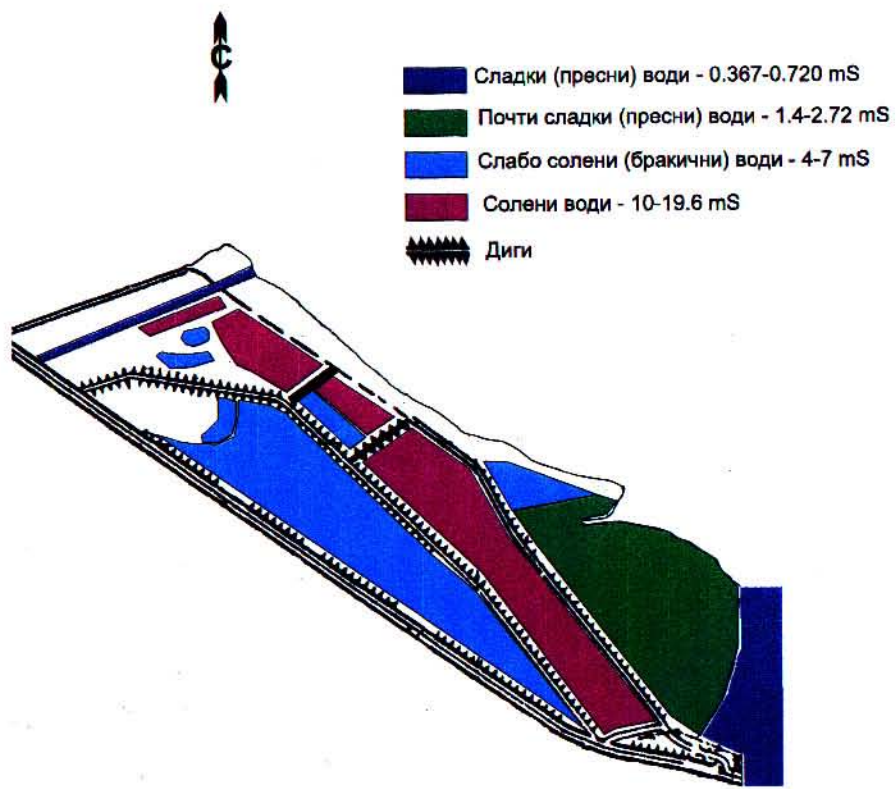 С
Сладки (пресни) води - 0.367-0.720 mS
Почти сладки (пресни) води - 1.4-2.72 mS
Слабо солени (бракични) води - 4-7 mS
Солени води - 10-19.6 mS
Диги